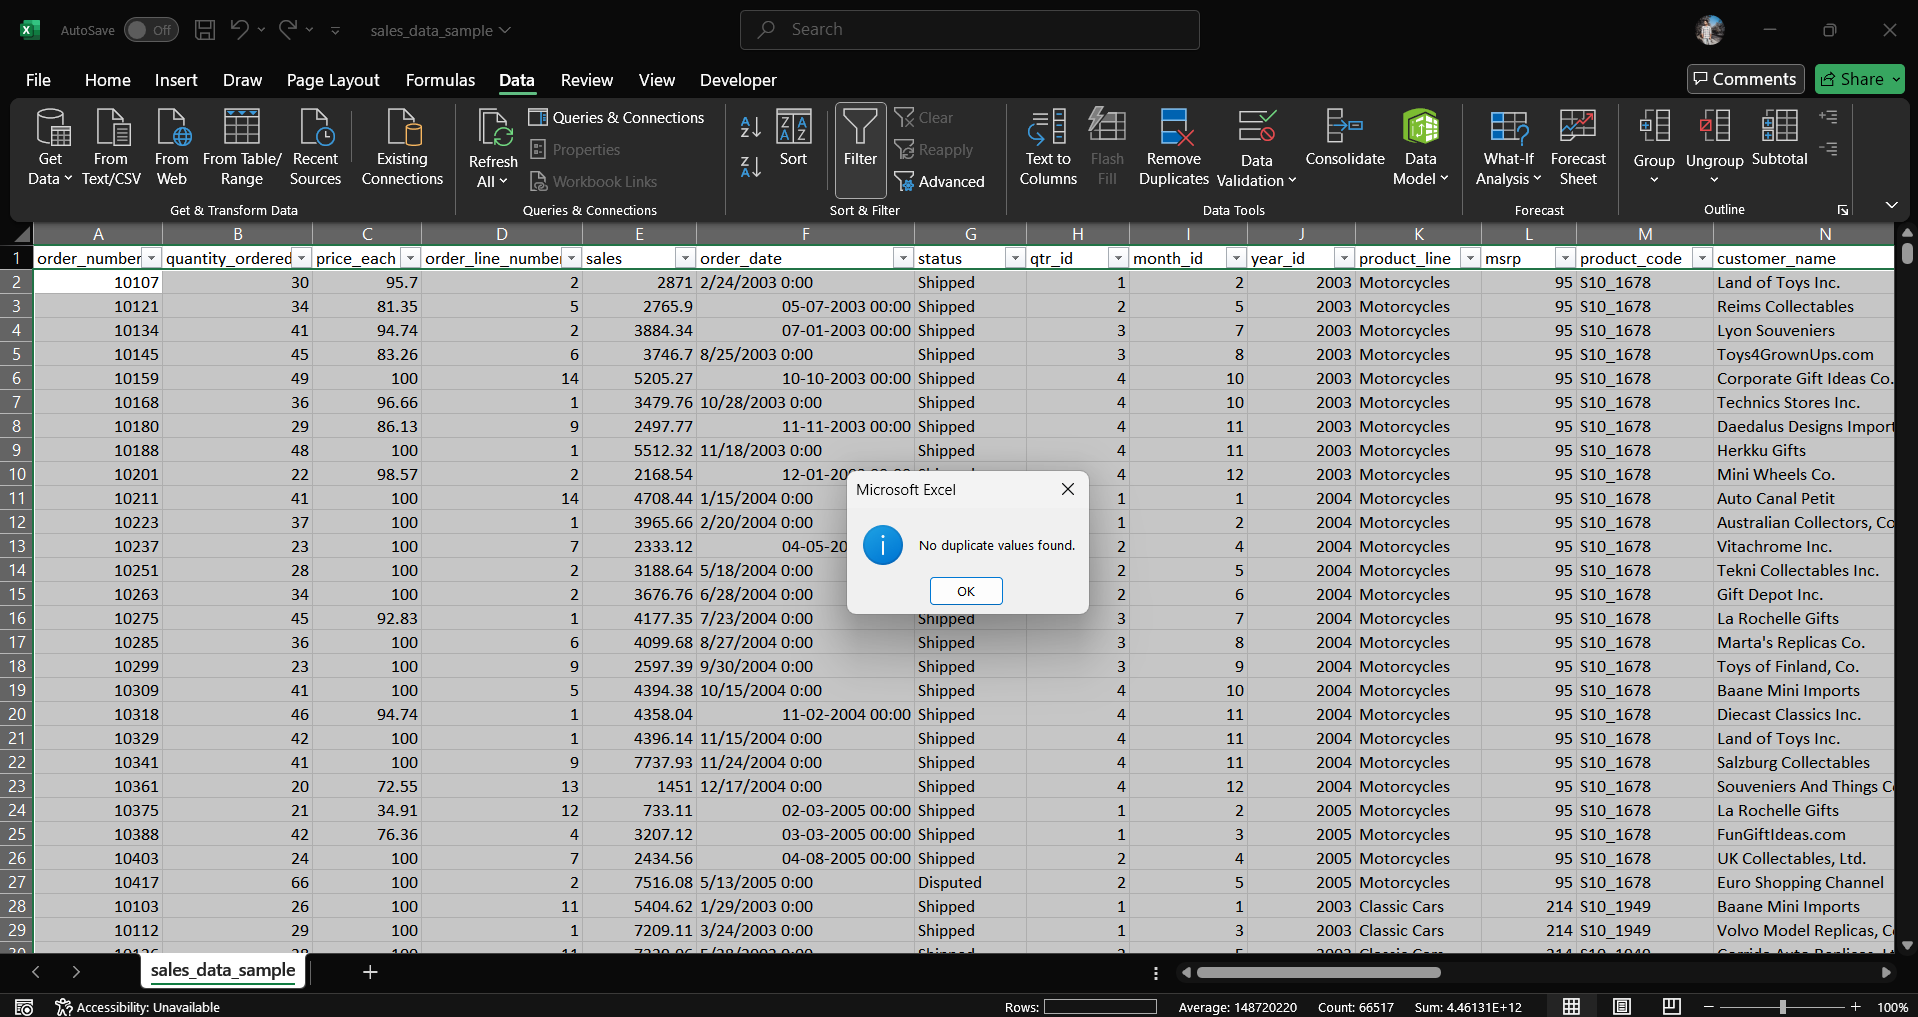 AutoSave Off sales_data_sample Search
File Home Insert Draw Page Layout Formulas Data Review View Developer Comments Share
Get Data From Text/CSV From Web From Table/Range Recent Sources Existing Connections
Get & Transform Data
Refresh All Queries & Connections Properties Workbook Links
Queries & Connections
Sort Filter Clear Reapply Advanced
Sort & Filter
Text to Columns Flash Fill Remove Duplicates Data Validation Consolidate Data Model
Data Tools
What-If Analysis Forecast Sheet
Forecast
Group Ungroup Subtotal
Outline
A B C D E F G H I J K L M N
1 order_number quantity_ordered price_each order_line_number sales order_date status qtr_id month_id year_id product_line msrp product_code customer_name
2 10107 30 95.7 2 2871 2/24/2003 0:00 Shipped 1 2 2003 Motorcycles 95 S10_1678 Land of Toys Inc.
3 10121 34 81.35 5 2765.9 05-07-2003 00:00 Shipped 2 5 2003 Motorcycles 95 S10_1678 Reims Collectables
4 10134 41 94.74 2 3884.34 07-01-2003 00:00 Shipped 3 7 2003 Motorcycles 95 S10_1678 Lyon Souveniers
5 10145 45 83.26 6 3746.7 8/25/2003 0:00 Shipped 3 8 2003 Motorcycles 95 S10_1678 Toys4GrownUps.com
6 10159 49 100 14 5205.27 10-10-2003 00:00 Shipped 4 10 2003 Motorcycles 95 S10_1678 Corporate Gift Ideas Co.
7 10168 36 96.66 1 3479.76 10/28/2003 0:00 Shipped 4 10 2003 Motorcycles 95 S10_1678 Technics Stores Inc.
8 10180 29 86.13 9 2497.77 11-11-2003 00:00 Shipped 4 11 2003 Motorcycles 95 S10_1678 Daedalus Designs Import
9 10188 48 100 1 5512.32 11/18/2003 0:00 Shipped 4 11 2003 Motorcycles 95 S10_1678 Herkku Gifts
10 10201 22 98.57 2 2168.54 12-01- 4 12 2003 Motorcycles 95 S10_1678 Mini Wheels Co.
11 10211 41 100 14 4708.44 1/15/2004 0:00 1 1 2004 Motorcycles 95 S10_1678 Auto Canal Petit
12 10223 37 100 1 3965.66 2/20/2004 0:00 1 2 2004 Motorcycles 95 S10_1678 Australian Collectors, Co
13 10237 23 100 7 2333.12 04-05-20 2 4 2004 Motorcycles 95 S10_1678 Vitachrome Inc.
14 10251 28 100 2 3188.64 5/18/2004 0:00 2 5 2004 Motorcycles 95 S10_1678 Tekni Collectables Inc.
15 10263 34 100 2 3676.76 6/28/2004 0:00 2 6 2004 Motorcycles 95 S10_1678 Gift Depot Inc.
16 10275 45 92.83 1 4177.35 7/23/2004 0:00 Shipped 3 7 2004 Motorcycles 95 S10_1678 La Rochelle Gifts
17 10285 36 100 6 4099.68 8/27/2004 0:00 Shipped 3 8 2004 Motorcycles 95 S10_1678 Marta's Replicas Co.
18 10299 23 100 9 2597.39 9/30/2004 0:00 Shipped 3 9 2004 Motorcycles 95 S10_1678 Toys of Finland, Co.
19 10309 41 100 5 4394.38 10/15/2004 0:00 Shipped 4 10 2004 Motorcycles 95 S10_1678 Baane Mini Imports
20 10318 46 94.74 1 4358.04 11-02-2004 00:00 Shipped 4 11 2004 Motorcycles 95 S10_1678 Diecast Classics Inc.
21 10329 42 100 1 4396.14 11/15/2004 0:00 Shipped 4 11 2004 Motorcycles 95 S10_1678 Land of Toys Inc.
22 10341 41 100 9 7737.93 11/24/2004 0:00 Shipped 4 11 2004 Motorcycles 95 S10_1678 Salzburg Collectables
23 10361 20 72.55 13 1451 12/17/2004 0:00 Shipped 4 12 2004 Motorcycles 95 S10_1678 Souveniers And Things C
24 10375 21 34.91 12 733.11 02-03-2005 00:00 Shipped 1 2 2005 Motorcycles 95 S10_1678 La Rochelle Gifts
25 10388 42 76.36 4 3207.12 03-03-2005 00:00 Shipped 1 3 2005 Motorcycles 95 S10_1678 FunGiftIdeas.com
26 10403 24 100 7 2434.56 04-08-2005 00:00 Shipped 2 4 2005 Motorcycles 95 S10_1678 UK Collectables, Ltd.
27 10417 66 100 2 7516.08 5/13/2005 0:00 Disputed 2 5 2005 Motorcycles 95 S10_1678 Euro Shopping Channel
28 10103 26 100 11 5404.62 1/29/2003 0:00 Shipped 1 1 2003 Classic Cars 214 S10_1949 Baane Mini Imports
29 10112 29 100 1 7209.11 3/24/2003 0:00 Shipped 1 3 2003 Classic Cars 214 S10_1949 Volvo Model Replicas, C
Microsoft Excel
No duplicate values found.
OK
sales_data_sample
Accessibility: Unavailable Rows: Average: 148720220 Count: 66517 Sum: 4.46131E+12 100%